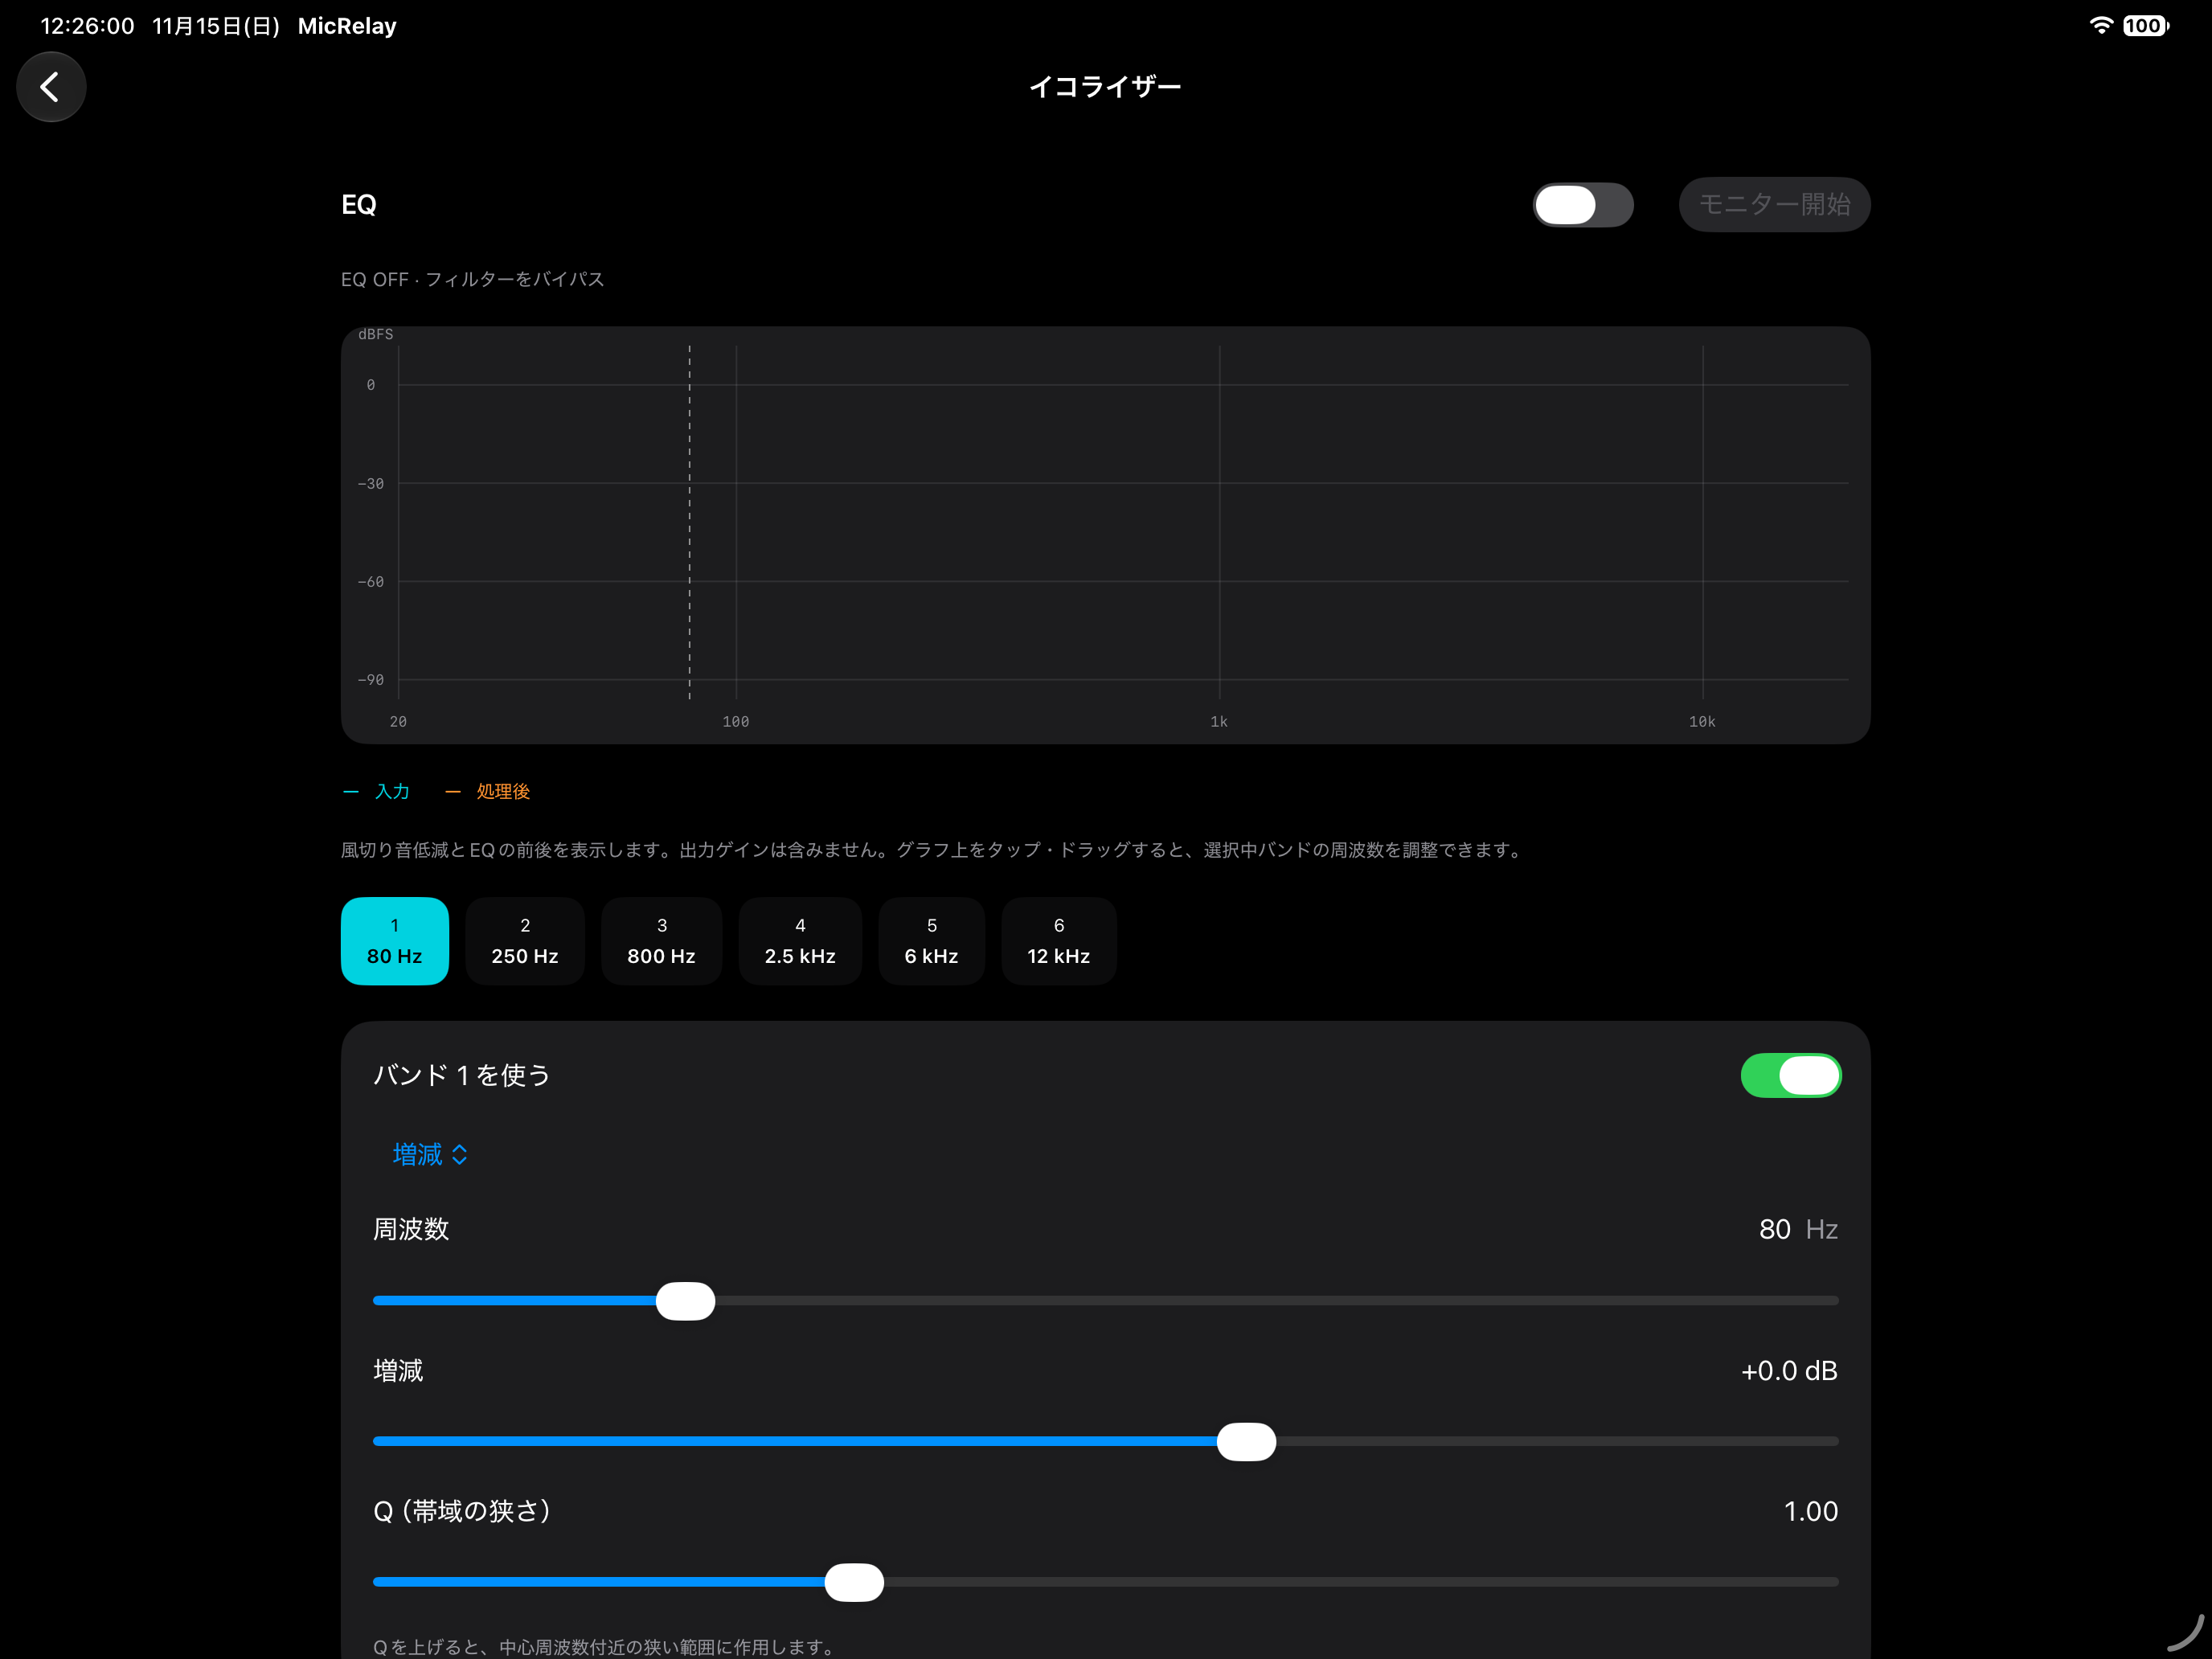 12:26:00 11月15日(日) MicRelay
100
イコライザー
EQ
モニター開始
EQ OFF · フィルターをバイパス
dBFS
0
−30
−60
−90
20 100 1k 10k
入力 処理後
風切り音低減とEQの前後を表示します。出力ゲインは含みません。グラフ上をタップ・ドラッグすると、選択中バンドの周波数を調整できます。
1
80 Hz
2
250 Hz
3
800 Hz
4
2.5 kHz
5
6 kHz
6
12 kHz
バンド 1 を使う
増減
周波数
80 Hz
増減
+0.0 dB
Q（帯域の狭さ）
1.00
Qを上げると、中心周波数付近の狭い範囲に作用します。